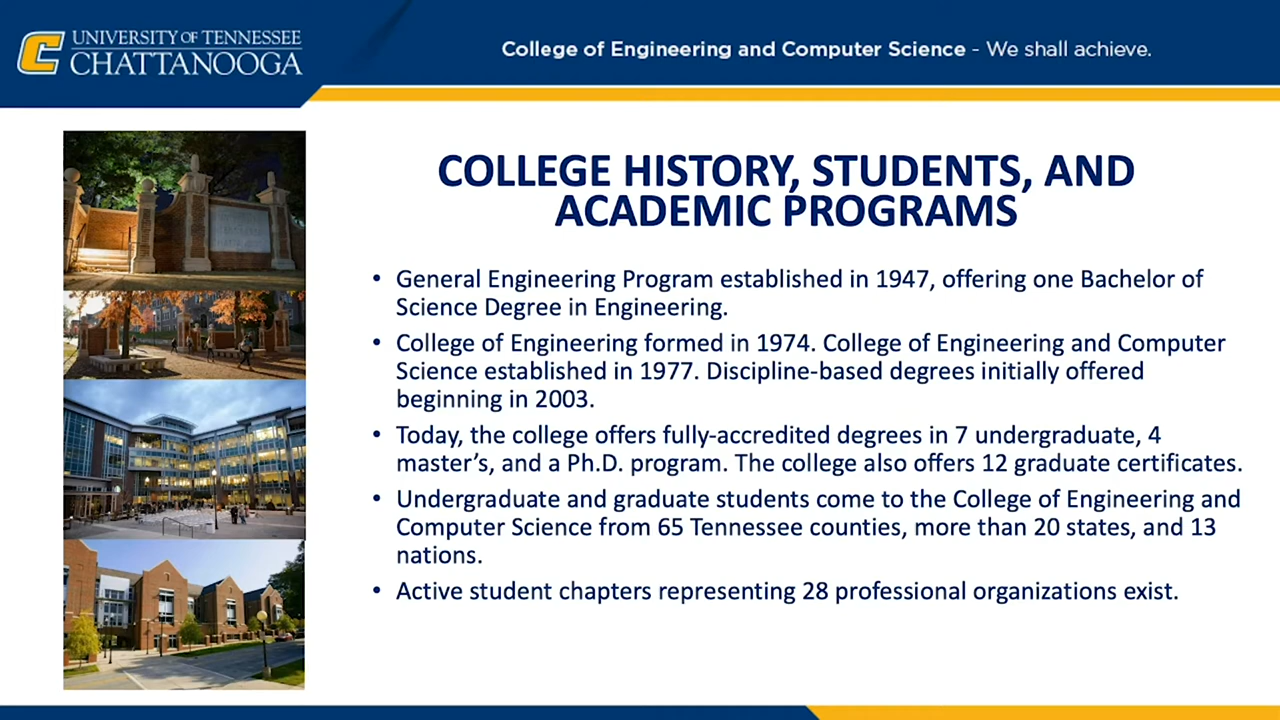 UNIVERSITY OF TENNESSEE
CHATTANOOGA
College of Engineering and Computer Science - We shall achieve.
COLLEGE HISTORY, STUDENTS, AND
ACADEMIC PROGRAMS
• General Engineering Program established in 1947, offering one Bachelor of
Science Degree in Engineering.
• College of Engineering formed in 1974. College of Engineering and Computer
Science established in 1977. Discipline-based degrees initially offered
beginning in 2003.
• Today, the college offers fully-accredited degrees in 7 undergraduate, 4
master’s, and a Ph.D. program. The college also offers 12 graduate certificates.
• Undergraduate and graduate students come to the College of Engineering and
Computer Science from 65 Tennessee counties, more than 20 states, and 13
nations.
• Active student chapters representing 28 professional organizations exist.